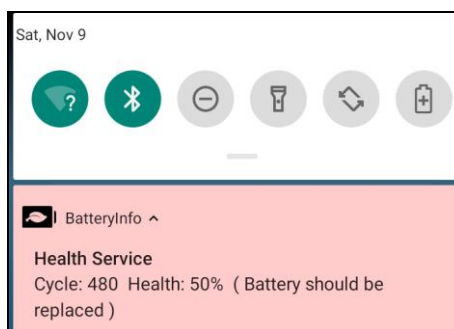 Sat, Nov 9
?
BatteryInfo
Health Service
Cycle: 480 Health: 50% ( Battery should be
replaced )